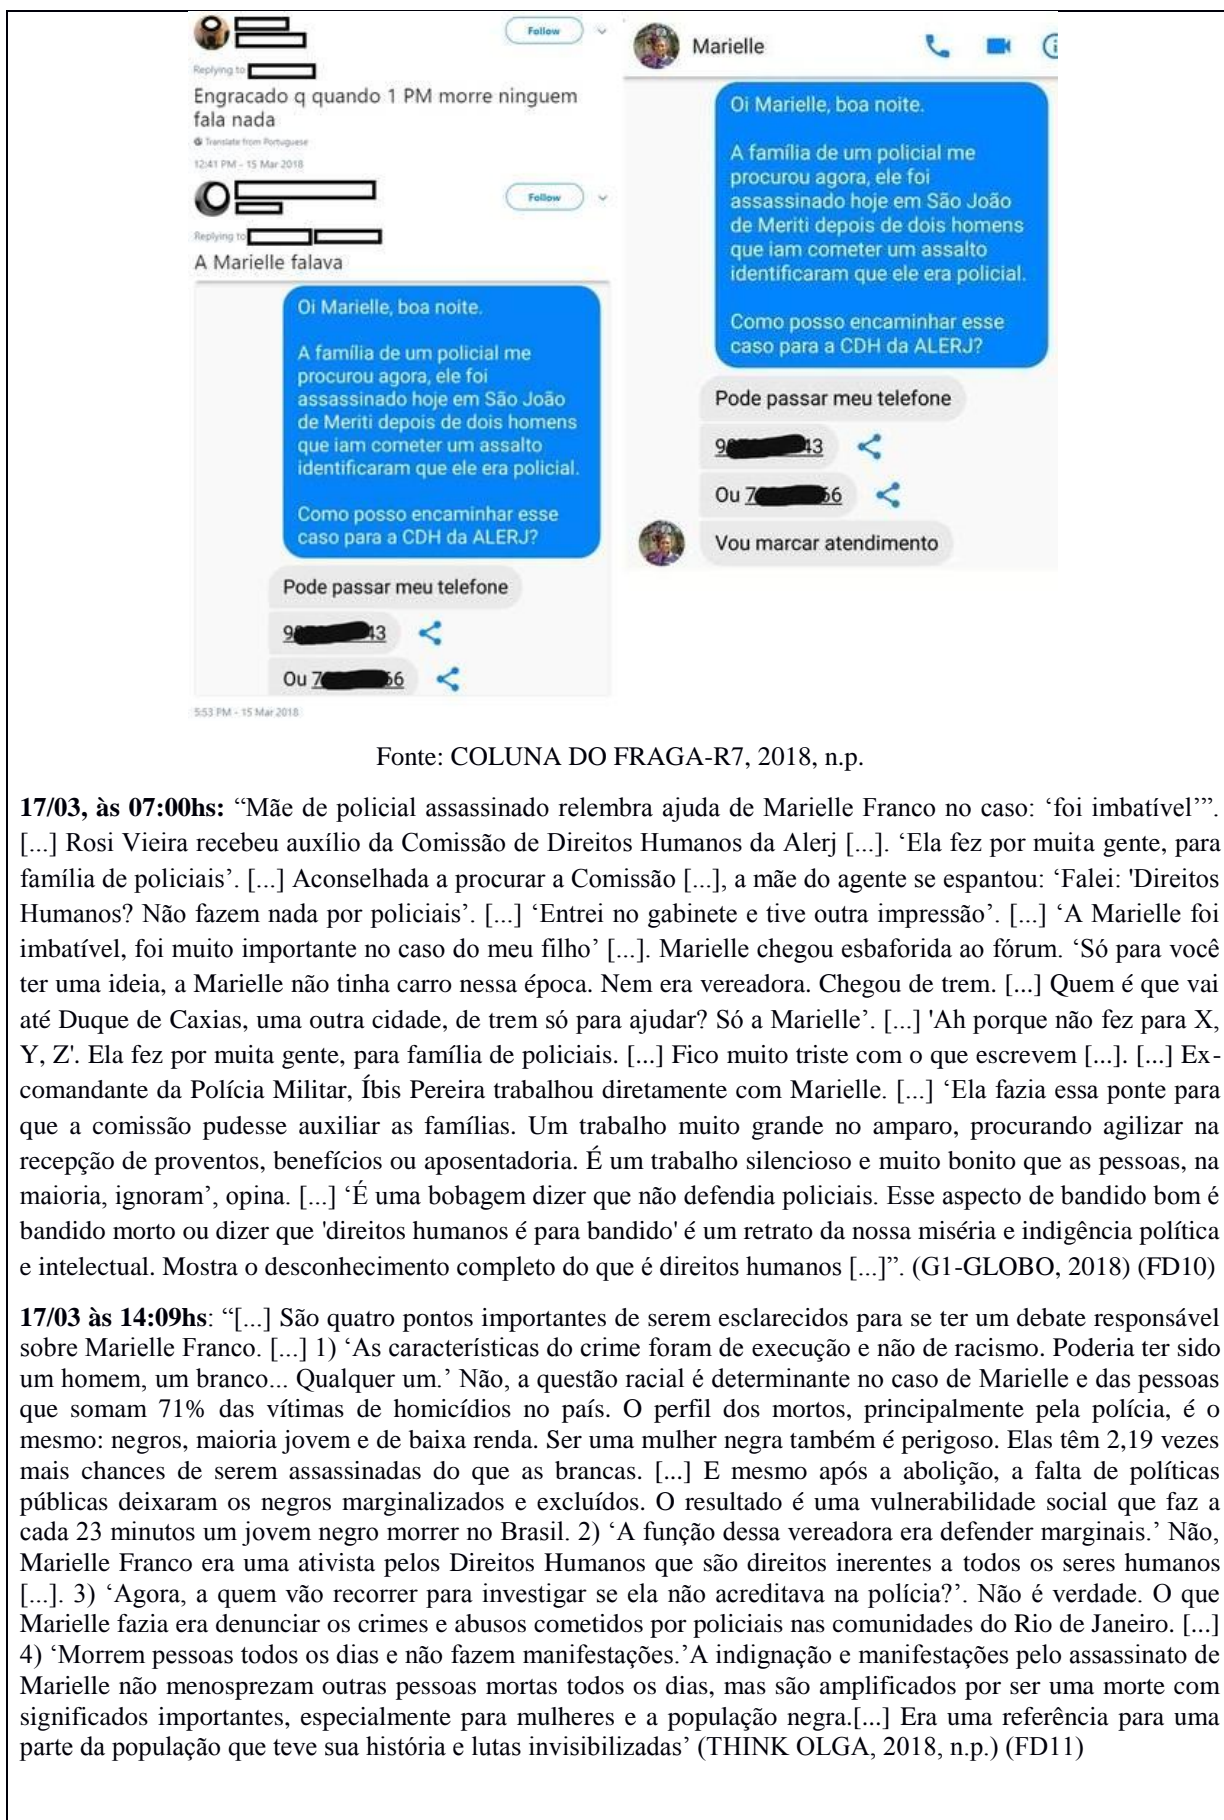 Follow
Replying to
Engracado q quando 1 PM morre ninguem
fala nada
Translate from Portuguese
12:41 PM - 15 Mar 2018
Follow
Replying to
A Marielle falava
Oi Marielle, boa noite.
A família de um policial me
procurou agora, ele foi
assassinado hoje em São João
de Meriti depois de dois homens
que iam cometer um assalto
identificaram que ele era policial.
Como posso encaminhar esse
caso para a CDH da ALERJ?
Pode passar meu telefone
9 43
Ou 7 66
5:53 PM - 15 Mar 2018
Marielle
Oi Marielle, boa noite.
A família de um policial me
procurou agora, ele foi
assassinado hoje em São João
de Meriti depois de dois homens
que iam cometer um assalto
identificaram que ele era policial.
Como posso encaminhar esse
caso para a CDH da ALERJ?
Pode passar meu telefone
9 43
Ou 7 66
Vou marcar atendimento
Fonte: COLUNA DO FRAGA-R7, 2018, n.p.
17/03, às 07:00hs: “Mãe de policial assassinado relembra ajuda de Marielle Franco no caso: ‘foi imbatível’”.
[...] Rosi Vieira recebeu auxílio da Comissão de Direitos Humanos da Alerj [...]. ‘Ela fez por muita gente, para
família de policiais’. [...] Aconselhada a procurar a Comissão [...], a mãe do agente se espantou: ‘Falei: 'Direitos
Humanos? Não fazem nada por policiais’. [...] ‘Entrei no gabinete e tive outra impressão’. [...] ‘A Marielle foi
imbatível, foi muito importante no caso do meu filho’ [...]. Marielle chegou esbaforida ao fórum. ‘Só para você
ter uma ideia, a Marielle não tinha carro nessa época. Nem era vereadora. Chegou de trem. [...] Quem é que vai
até Duque de Caxias, uma outra cidade, de trem só para ajudar? Só a Marielle’. [...] 'Ah porque não fez para X,
Y, Z'. Ela fez por muita gente, para família de policiais. [...] Fico muito triste com o que escrevem [...]. [...] Ex-
comandante da Polícia Militar, Íbis Pereira trabalhou diretamente com Marielle. [...] ‘Ela fazia essa ponte para
que a comissão pudesse auxiliar as famílias. Um trabalho muito grande no amparo, procurando agilizar na
recepção de proventos, benefícios ou aposentadoria. É um trabalho silencioso e muito bonito que as pessoas, na
maioria, ignoram’, opina. [...] ‘É uma bobagem dizer que não defendia policiais. Esse aspecto de bandido bom é
bandido morto ou dizer que 'direitos humanos é para bandido' é um retrato da nossa miséria e indigência política
e intelectual. Mostra o desconhecimento completo do que é direitos humanos [...]”. (G1-GLOBO, 2018) (FD10)
17/03 às 14:09hs: “[...] São quatro pontos importantes de serem esclarecidos para se ter um debate responsável
sobre Marielle Franco. [...] 1) ‘As características do crime foram de execução e não de racismo. Poderia ter sido
um homem, um branco... Qualquer um.’ Não, a questão racial é determinante no caso de Marielle e das pessoas
que somam 71% das vítimas de homicídios no país. O perfil dos mortos, principalmente pela polícia, é o
mesmo: negros, maioria jovem e de baixa renda. Ser uma mulher negra também é perigoso. Elas têm 2,19 vezes
mais chances de serem assassinadas do que as brancas. [...] E mesmo após a abolição, a falta de políticas
públicas deixaram os negros marginalizados e excluídos. O resultado é uma vulnerabilidade social que faz a
cada 23 minutos um jovem negro morrer no Brasil. 2) ‘A função dessa vereadora era defender marginais.’ Não,
Marielle Franco era uma ativista pelos Direitos Humanos que são direitos inerentes a todos os seres humanos
[...]. 3) ‘Agora, a quem vão recorrer para investigar se ela não acreditava na polícia?’. Não é verdade. O que
Marielle fazia era denunciar os crimes e abusos cometidos por policiais nas comunidades do Rio de Janeiro. [...]
4) ‘Morrem pessoas todos os dias e não fazem manifestações.’A indignação e manifestações pelo assassinato de
Marielle não menosprezam outras pessoas mortas todos os dias, mas são amplificados por ser uma morte com
significados importantes, especialmente para mulheres e a população negra.[...] Era uma referência para uma
parte da população que teve sua história e lutas invisibilizadas’ (THINK OLGA, 2018, n.p.) (FD11)